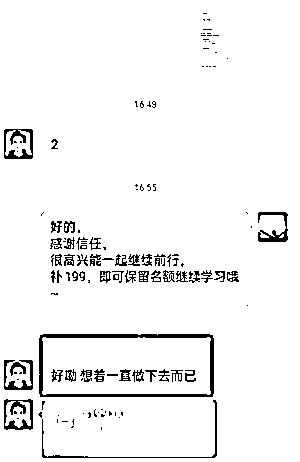 16:49
2
16:55
好的，
感谢信任，
很高兴能一起继续前行，
补199，即可保留名额继续学习哦
~
好嘞 想着一直做下去而已